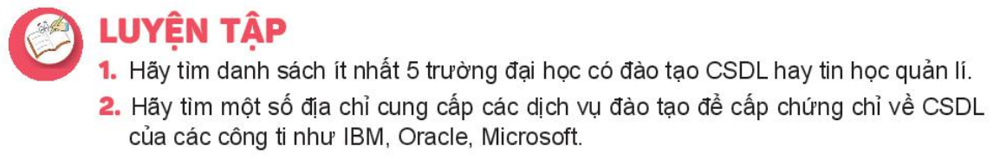 LUYỆN TẬP
1. Hãy tìm danh sách ít nhất 5 trường đại học có đào tạo CSDL hay tin học quản lí.
2. Hãy tìm một số địa chỉ cung cấp các dịch vụ đào tạo để cấp chứng chỉ về CSDL
của các công ti như IBM, Oracle, Microsoft.